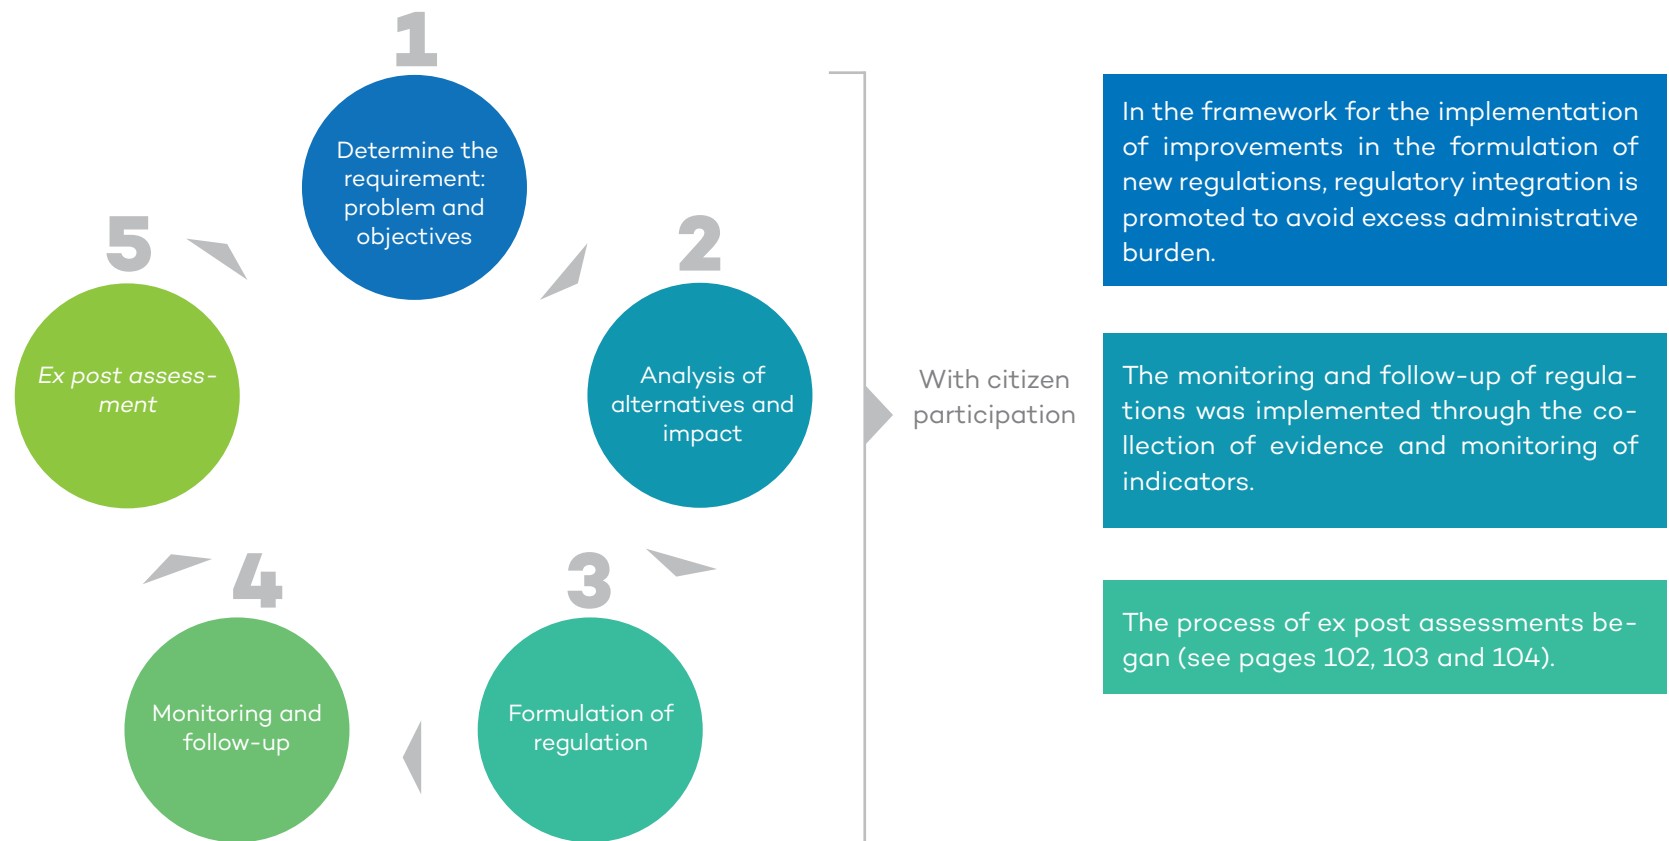 1
Determine the
requirement:
problem and
objectives
2
Analysis of
alternatives and
impact
3
Formulation of
regulation
4
Monitoring and
follow-up
5
Ex post assess-
ment
With citizen
participation
In the framework for the implementation
of improvements in the formulation of
new regulations, regulatory integration is
promoted to avoid excess administrative
burden.
The monitoring and follow-up of regula-
tions was implemented through the co-
llection of evidence and monitoring of
indicators.
The process of ex post assessments be-
gan (see pages 102, 103 and 104).